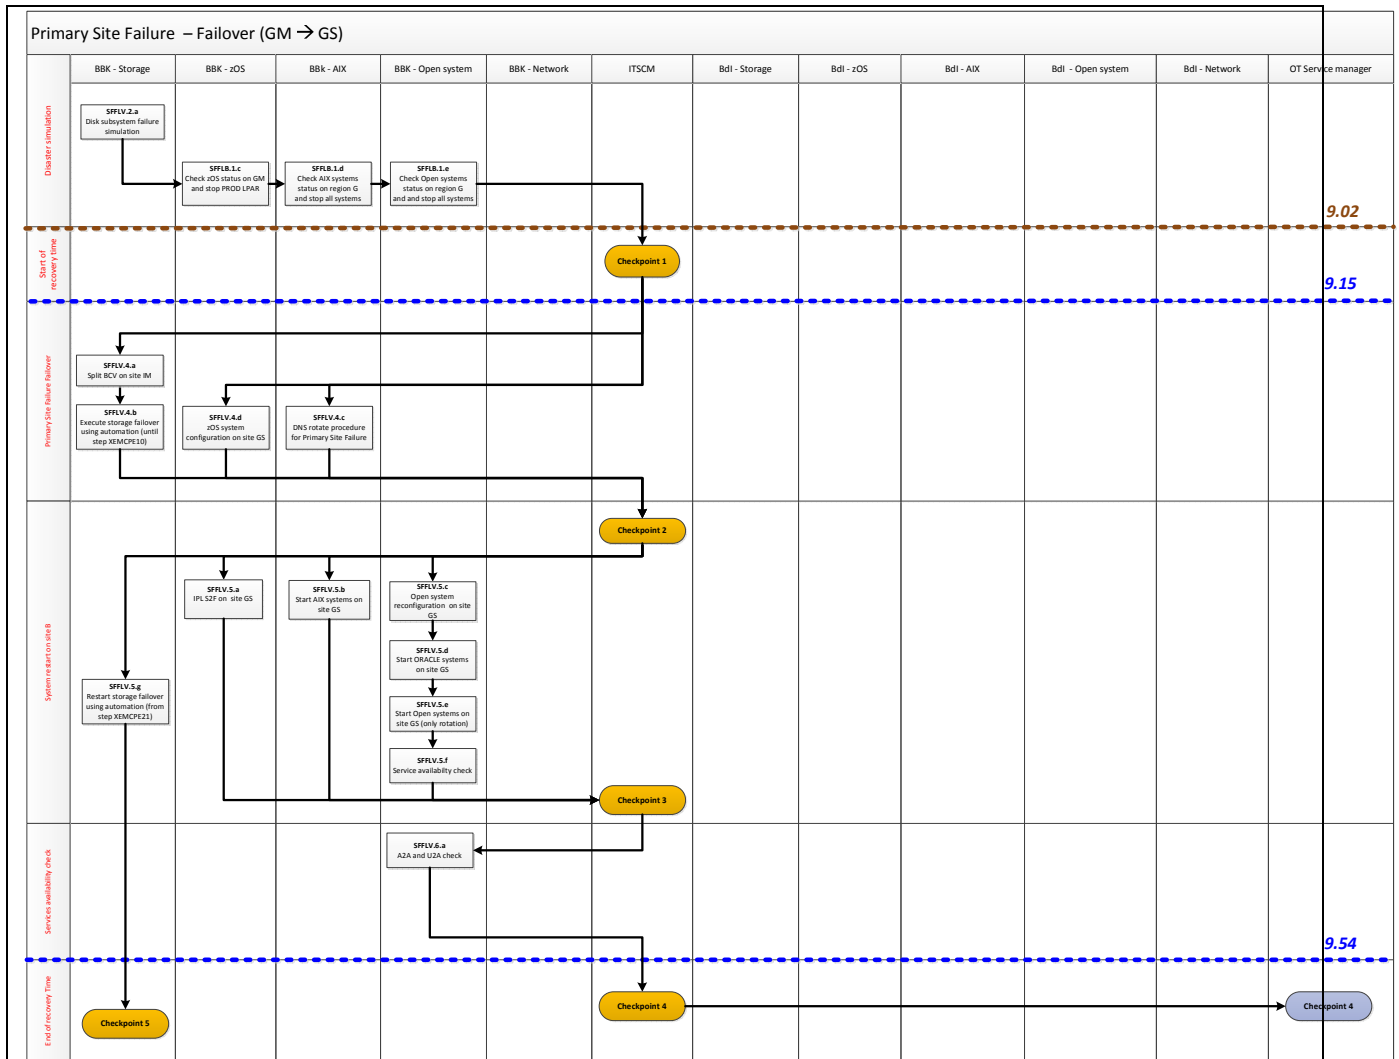 Primary Site Failure – Failover (GM → GS)
BBK - Storage
BBK - zOS
BBk - AIX
BBK - Open system
BBK - Network
ITSCM
BdI - Storage
BdI - zOS
BdI - AIX
BdI - Open system
BdI - Network
OT Service manager
Disaster simulation
SFFLV.2.a
Disk subsystem failure
simulation
SFFLB.1.c
Check zOS status on GM
and stop PROD LPAR
SFFLB.1.d
Check AIX systems
status on region G
and stop all systems
SFFLB.1.e
Check Open systems
status on region G
and and stop all systems
9.02
Start of
recovery time
Checkpoint 1
9.15
Primary Site Failure Failover
SFFLV.4.a
Split BCV on site IM
SFFLV.4.b
Execute storage failover
using automation (until
step XEMCPE10)
SFFLV.4.d
zOS system
configuration on site GS
SFFLV.4.c
DNS rotate procedure
for Primary Site Failure
System restart on site B
Checkpoint 2
SFFLV.5.a
IPL S2F on site GS
SFFLV.5.b
Start AIX systems on
site GS
SFFLV.5.c
Open system
reconfiguration on site
GS
SFFLV.5.d
Start ORACLE systems
on site GS
SFFLV.5.g
Restart storage failover
using automation (from
step XEMCPE21)
SFFLV.5.e
Start Open systems on
site GS (only rotation)
SFFLV.5.f
Service availabilty check
Checkpoint 3
Services availability check
SFFLV.6.a
A2A and U2A check
9.54
End of recovery Time
Checkpoint 5
Checkpoint 4
Checkpoint 4